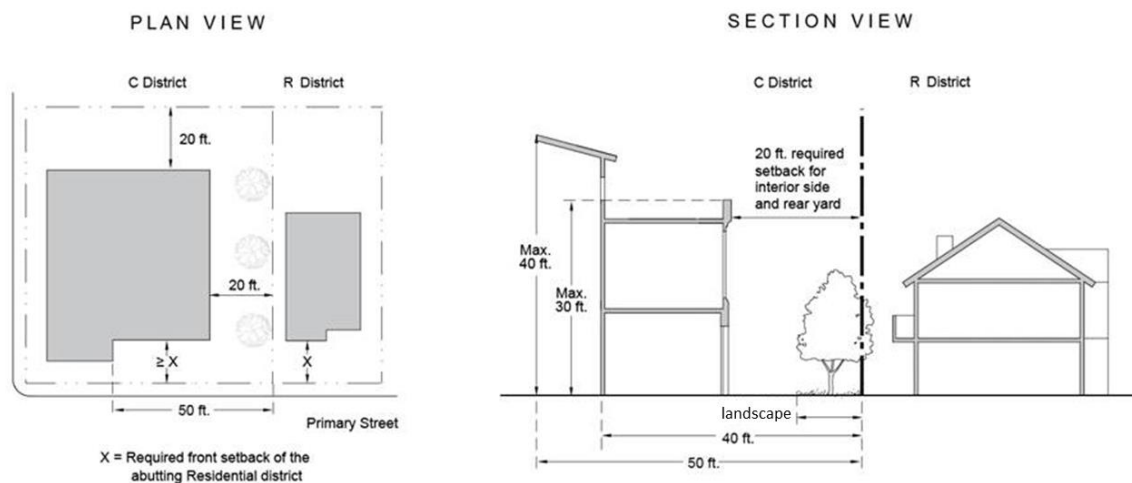 PLAN VIEW
C District
R District
20 ft.
20 ft.
≥ X
X
50 ft.
Primary Street
X = Required front setback of the
abutting Residential district
SECTION VIEW
C District
R District
20 ft. required
setback for
interior side
and rear yard
Max.
40 ft.
Max.
30 ft.
landscape
40 ft.
50 ft.